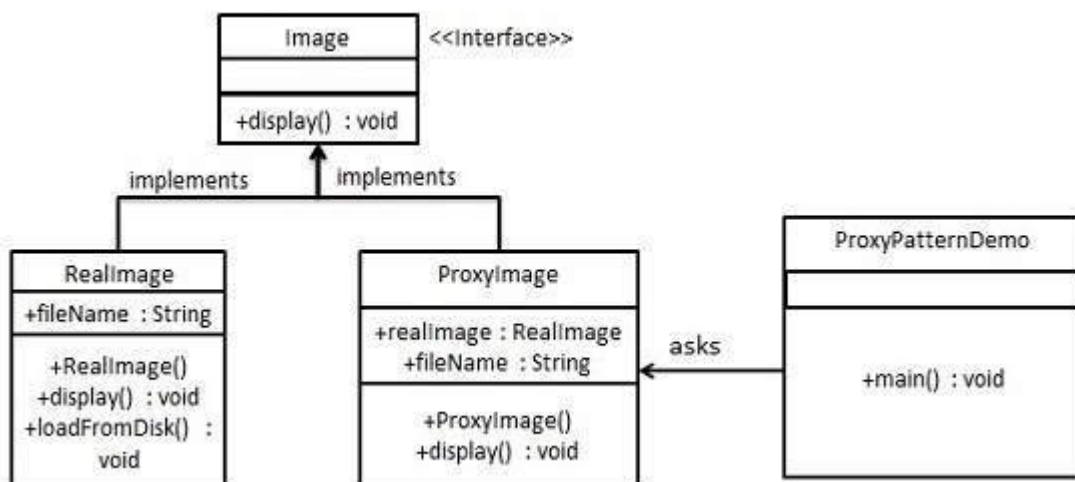 Image
<<Interface>>
+display() : void
implements
implements
RealImage
+fileName : String
+RealImage()
+display() : void
+loadFromDisk() :
void
ProxyImage
+realImage : RealImage
+fileName : String
+ProxyImage()
+display() : void
asks
ProxyPatternDemo
+main() : void